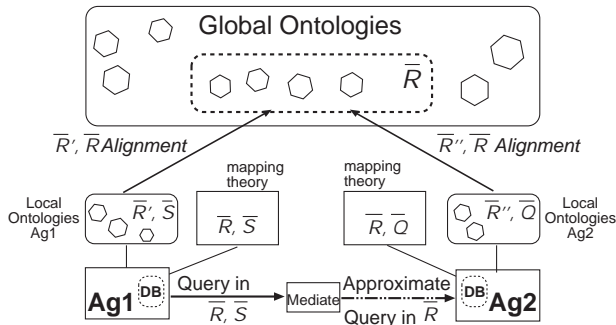 Global Ontologies
R̅
R̅′, R̅ Alignment
R̅″, R̅ Alignment
mapping
theory
mapping
theory
Local
Ontologies
Ag1
R̅′, S̅
R̅, S̅
R̅, Q̅
R̅″, Q̅
Local
Ontologies
Ag2
Ag1
DB
Query in
R̅, S̅
Mediate
Approximate
Query in R̅
DB
Ag2